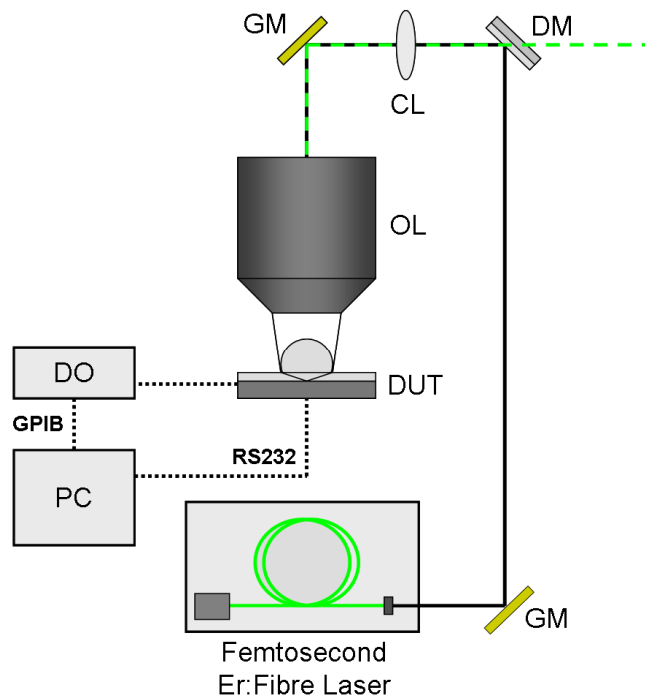 GM
DM
CL
OL
DO
DUT
GPIB
RS232
PC
GM
Femtosecond
Er:Fibre Laser